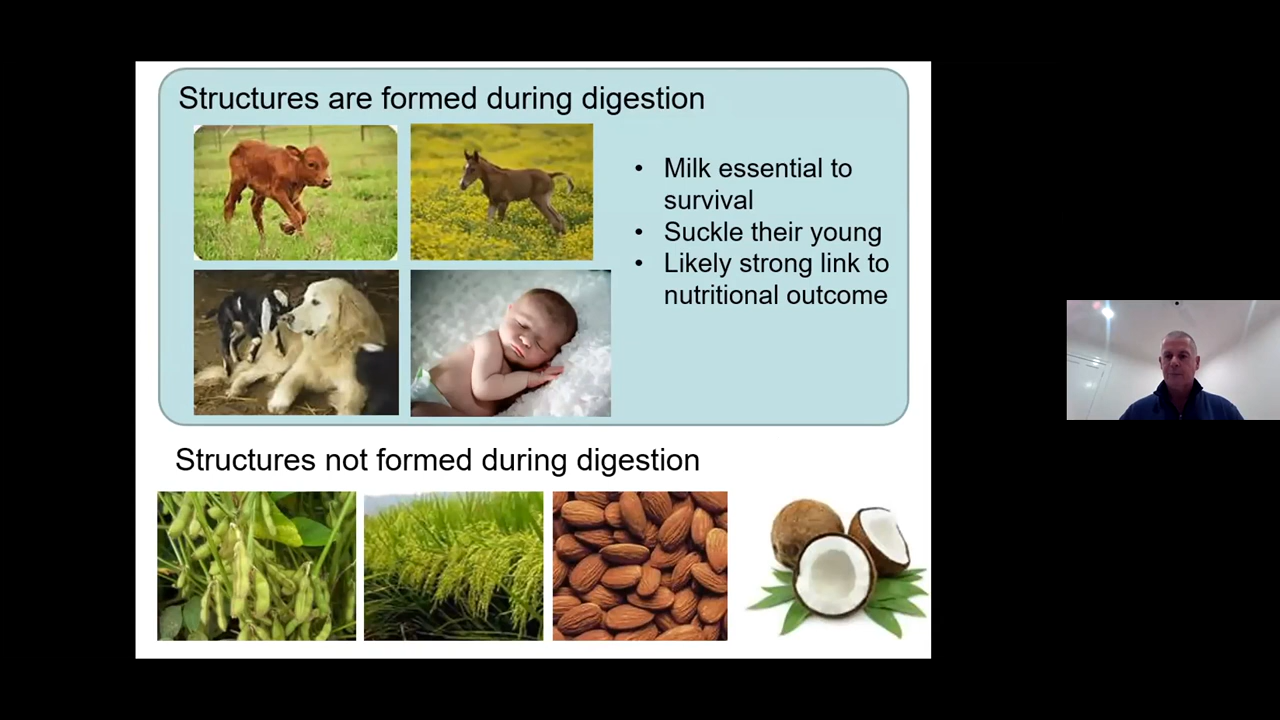 Structures are formed during digestion
• Milk essential to
survival
• Suckle their young
• Likely strong link to
nutritional outcome
Structures not formed during digestion